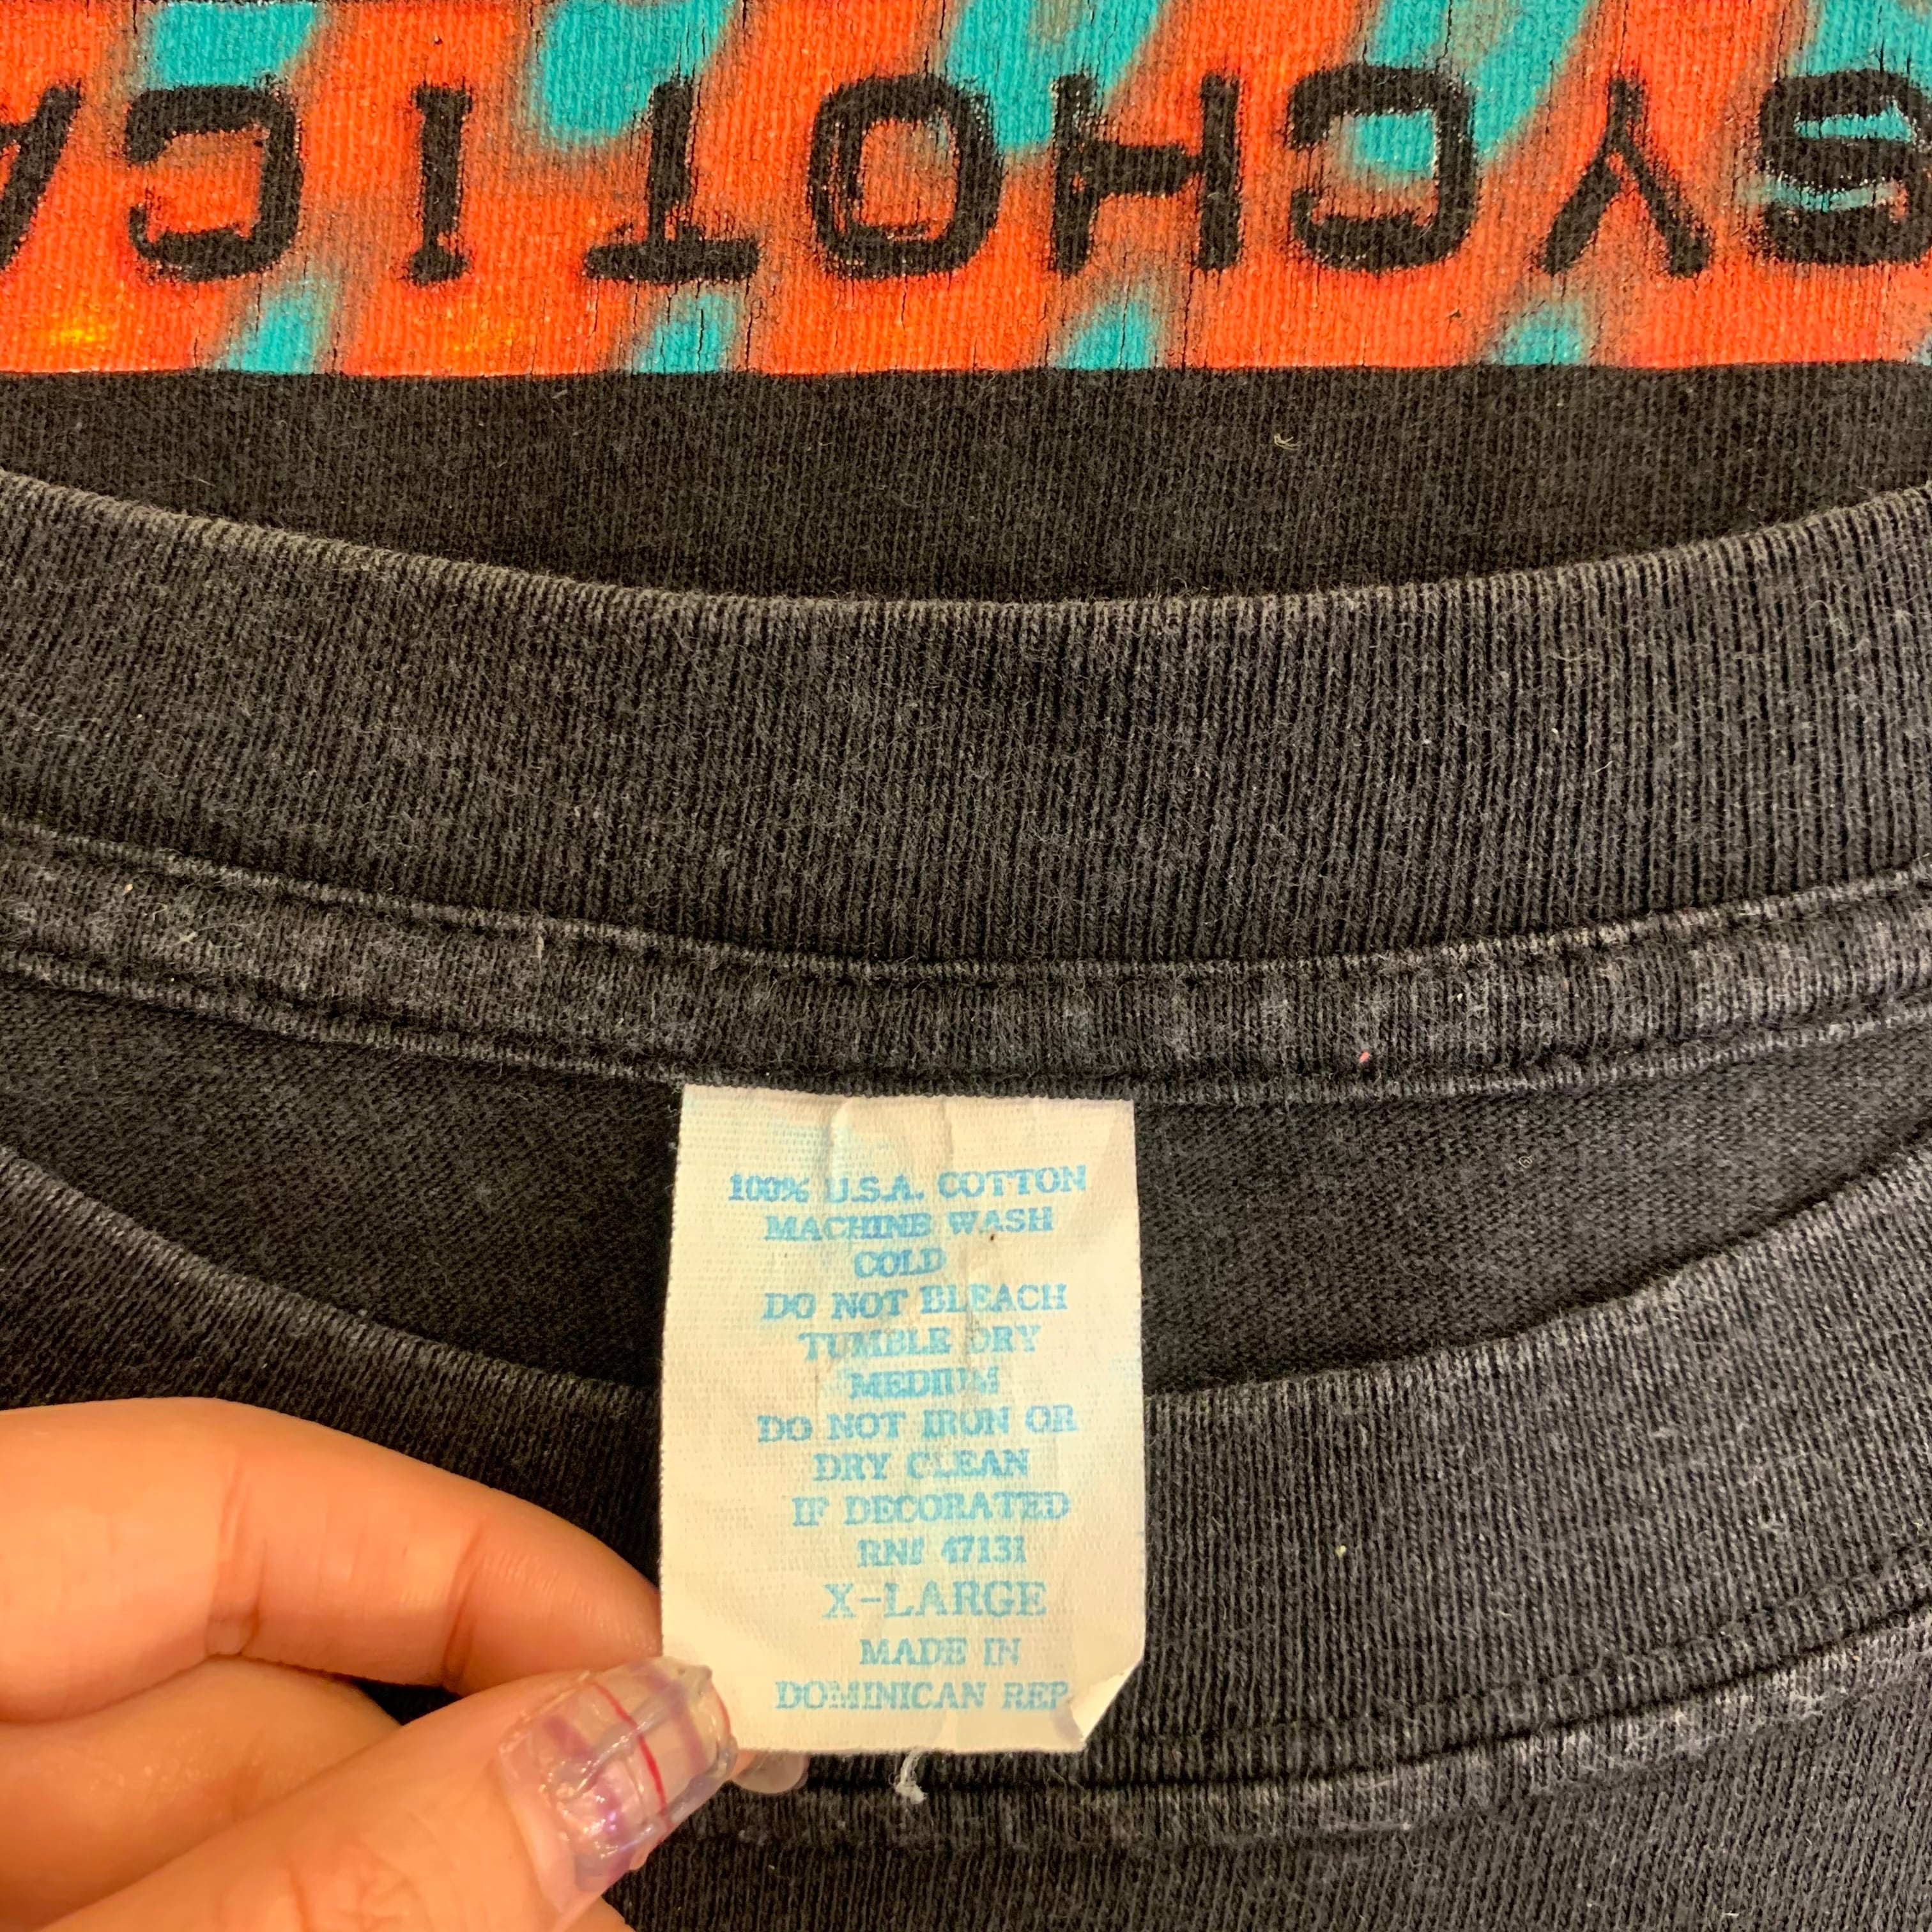 SYCHOTICA
100% U.S.A. COTTON
MACHINE WASH
COLD
DO NOT BLEACH
TUMBLE DRY
MEDIUM
DO NOT IRON OR
DRY CLEAN
IF DECORATED
RN# 47131
X-LARGE
MADE IN
DOMINICAN REP